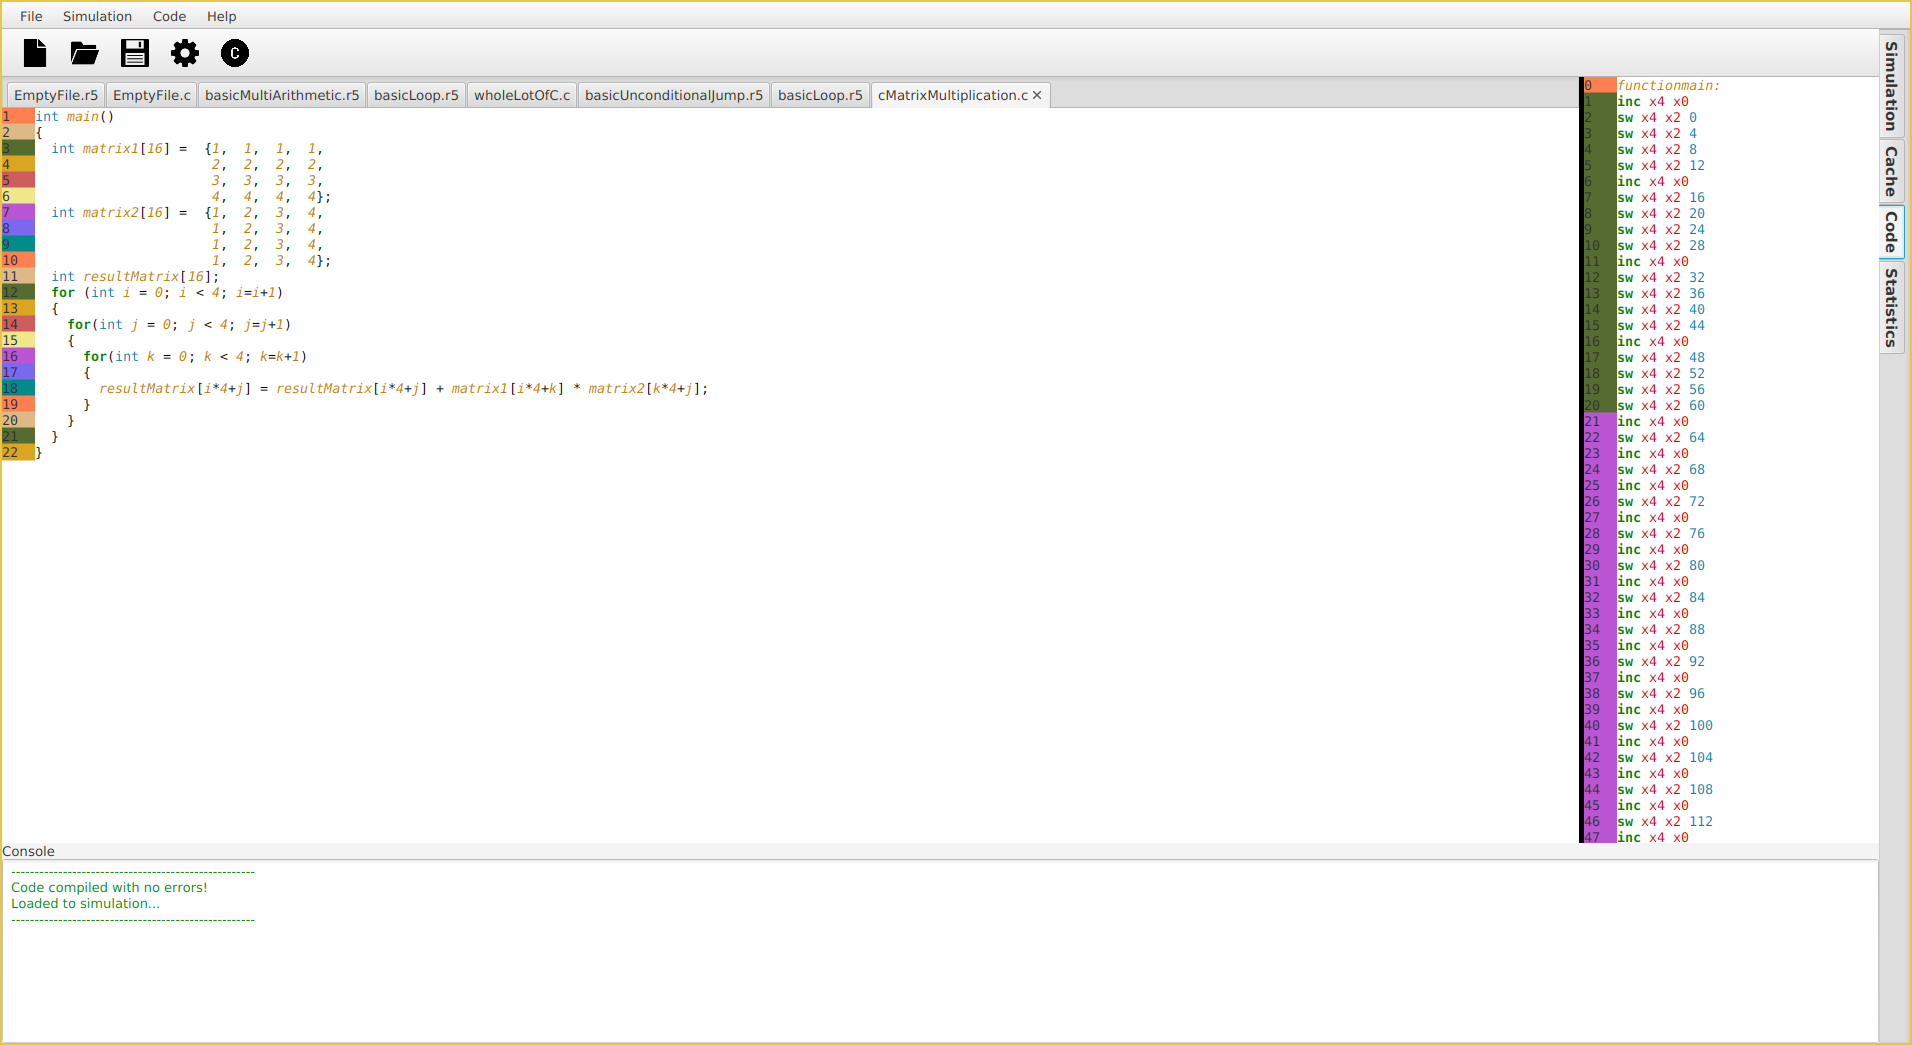 File Simulation Code Help
C
EmptyFile.r5 EmptyFile.c basicMultiArithmetic.r5 basicLoop.r5 wholeLotOfC.c basicUnconditionalJump.r5 basicLoop.r5 cMatrixMultiplication.c ✕
1 int main()
2 {
3 int matrix1[16] = {1, 1, 1, 1,
4 2, 2, 2, 2,
5 3, 3, 3, 3,
6 4, 4, 4, 4};
7 int matrix2[16] = {1, 2, 3, 4,
8 1, 2, 3, 4,
9 1, 2, 3, 4,
10 1, 2, 3, 4};
11 int resultMatrix[16];
12 for (int i = 0; i < 4; i=i+1)
13 {
14 for(int j = 0; j < 4; j=j+1)
15 {
16 for(int k = 0; k < 4; k=k+1)
17 {
18 resultMatrix[i*4+j] = resultMatrix[i*4+j] + matrix1[i*4+k] * matrix2[k*4+j];
19 }
20 }
21 }
22 }
0 functionmain:
1 inc x4 x0
2 sw x4 x2 0
3 sw x4 x2 4
4 sw x4 x2 8
5 sw x4 x2 12
6 inc x4 x0
7 sw x4 x2 16
8 sw x4 x2 20
9 sw x4 x2 24
10 sw x4 x2 28
11 inc x4 x0
12 sw x4 x2 32
13 sw x4 x2 36
14 sw x4 x2 40
15 sw x4 x2 44
16 inc x4 x0
17 sw x4 x2 48
18 sw x4 x2 52
19 sw x4 x2 56
20 sw x4 x2 60
21 inc x4 x0
22 sw x4 x2 64
23 inc x4 x0
24 sw x4 x2 68
25 inc x4 x0
26 sw x4 x2 72
27 inc x4 x0
28 sw x4 x2 76
29 inc x4 x0
30 sw x4 x2 80
31 inc x4 x0
32 sw x4 x2 84
33 inc x4 x0
34 sw x4 x2 88
35 inc x4 x0
36 sw x4 x2 92
37 inc x4 x0
38 sw x4 x2 96
39 inc x4 x0
40 sw x4 x2 100
41 inc x4 x0
42 sw x4 x2 104
43 inc x4 x0
44 sw x4 x2 108
45 inc x4 x0
46 sw x4 x2 112
47 inc x4 x0
Simulation
Cache
Code
Statistics
Console
----------------------------------------------------
Code compiled with no errors!
Loaded to simulation...
----------------------------------------------------